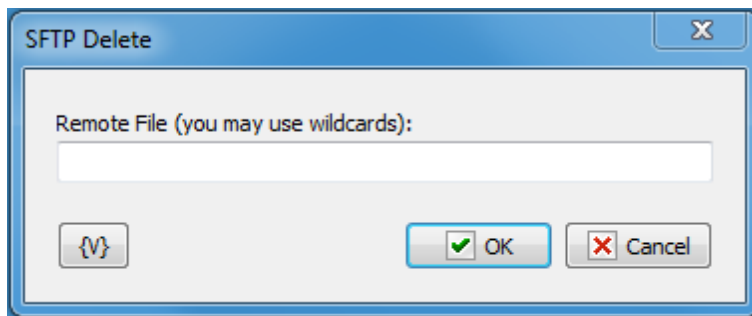 SFTP Delete
Remote File (you may use wildcards):
{V}
OK
Cancel